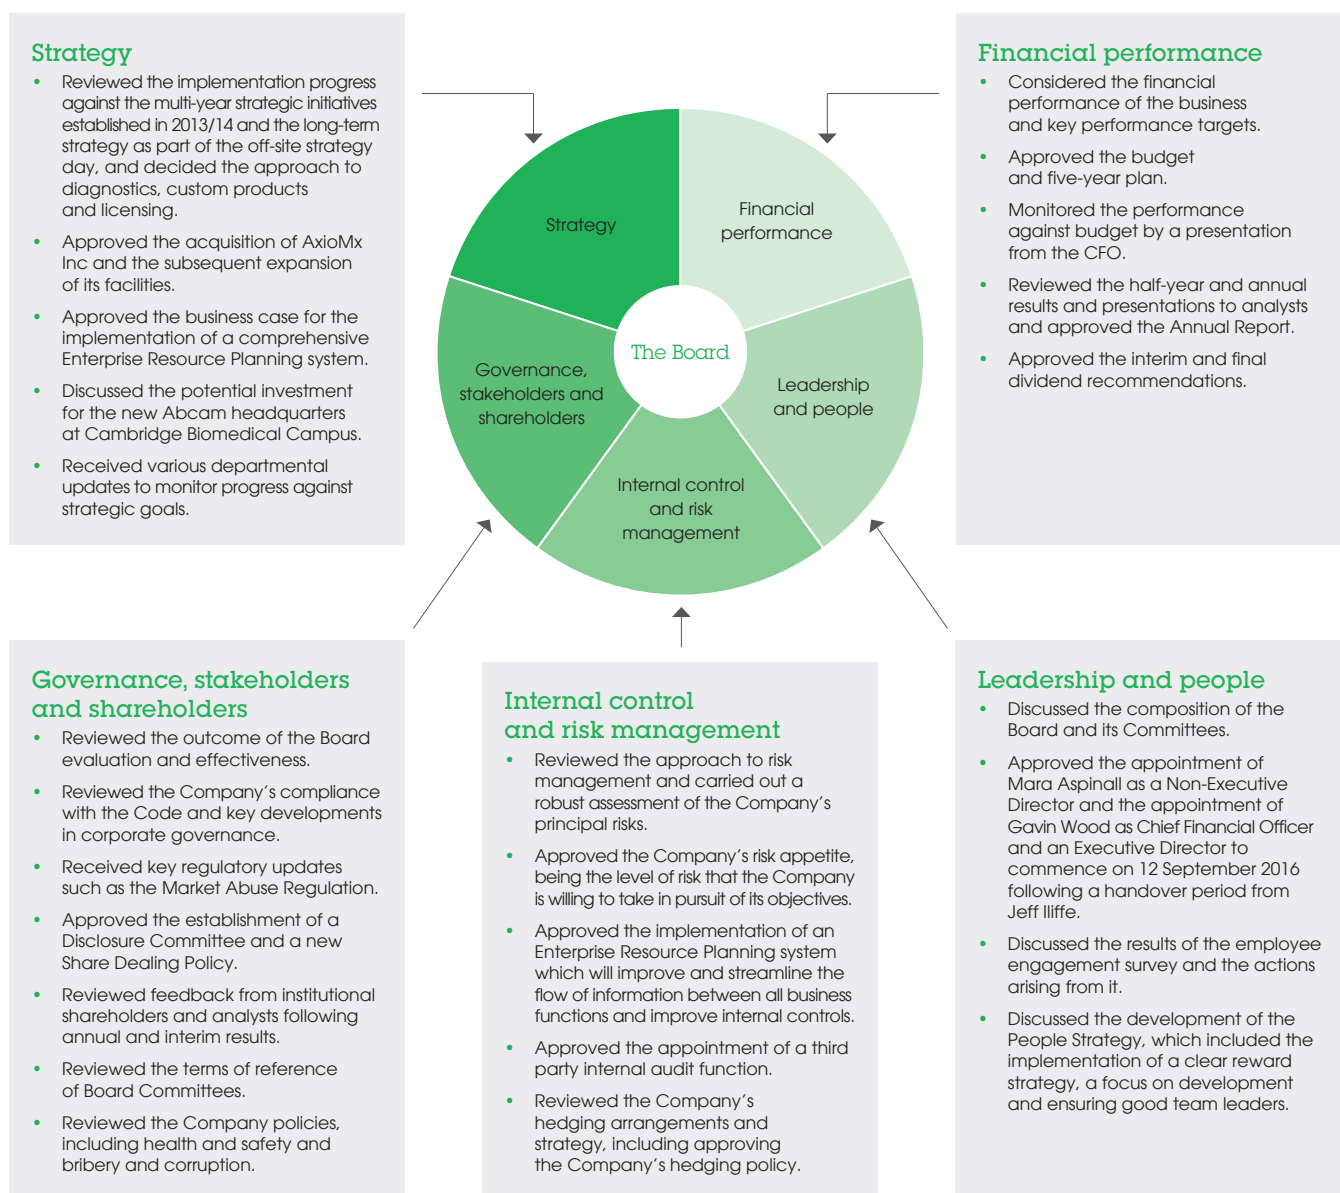 Strategy
• Reviewed the implementation progress
against the multi-year strategic initiatives
established in 2013/14 and the long-term
strategy as part of the off-site strategy
day, and decided the approach to
diagnostics, custom products
and licensing.
• Approved the acquisition of AxioMx
Inc and the subsequent expansion
of its facilities.
• Approved the business case for the
implementation of a comprehensive
Enterprise Resource Planning system.
• Discussed the potential investment
for the new Abcam headquarters
at Cambridge Biomedical Campus.
• Received various departmental
updates to monitor progress against
strategic goals.
Strategy
Financial
performance
Governance,
stakeholders and
shareholders
The Board
Leadership
and people
Internal control
and risk
management
Financial performance
• Considered the financial
performance of the business
and key performance targets.
• Approved the budget
and five-year plan.
• Monitored the performance
against budget by a presentation
from the CFO.
• Reviewed the half-year and annual
results and presentations to analysts
and approved the Annual Report.
• Approved the interim and final
dividend recommendations.
Governance, stakeholders
and shareholders
• Reviewed the outcome of the Board
evaluation and effectiveness.
• Reviewed the Company's compliance
with the Code and key developments
in corporate governance.
• Received key regulatory updates
such as the Market Abuse Regulation.
• Approved the establishment of a
Disclosure Committee and a new
Share Dealing Policy.
• Reviewed feedback from institutional
shareholders and analysts following
annual and interim results.
• Reviewed the terms of reference
of Board Committees.
• Reviewed the Company policies,
including health and safety and
bribery and corruption.
Internal control
and risk management
• Reviewed the approach to risk
management and carried out a
robust assessment of the Company's
principal risks.
• Approved the Company's risk appetite,
being the level of risk that the Company
is willing to take in pursuit of its objectives.
• Approved the implementation of an
Enterprise Resource Planning system
which will improve and streamline the
flow of information between all business
functions and improve internal controls.
• Approved the appointment of a third
party internal audit function.
• Reviewed the Company's
hedging arrangements and
strategy, including approving
the Company's hedging policy.
Leadership and people
• Discussed the composition of the
Board and its Committees.
• Approved the appointment of
Mara Aspinall as a Non-Executive
Director and the appointment of
Gavin Wood as Chief Financial Officer
and an Executive Director to
commence on 12 September 2016
following a handover period from
Jeff Iliffe.
• Discussed the results of the employee
engagement survey and the actions
arising from it.
• Discussed the development of the
People Strategy, which included the
implementation of a clear reward
strategy, a focus on development
and ensuring good team leaders.